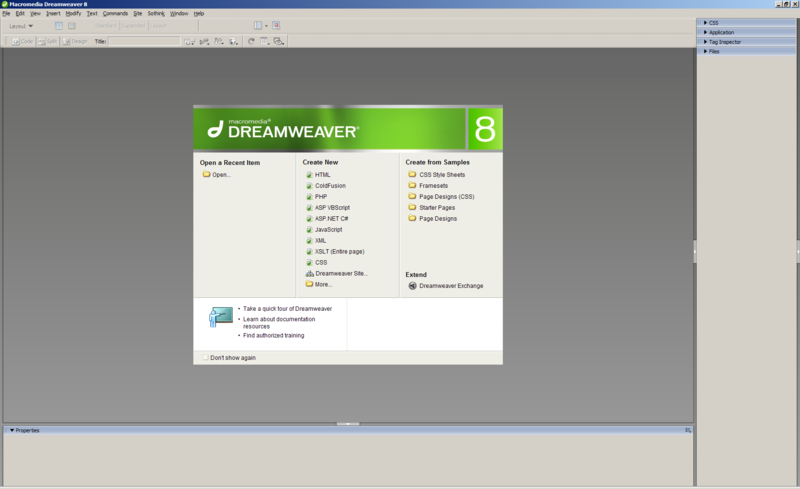 Macromedia Dreamweaver 8
File Edit View Insert Modify Text Commands Site Sothink Window Help
Layout Standard Expanded Layout
Code Split Design Title:
CSS
Application
Tag Inspector
Files
macromedia®
DREAMWEAVER® 8
Open a Recent Item
Open...
Create New
HTML
ColdFusion
PHP
ASP VBScript
ASP.NET C#
JavaScript
XML
XSLT (Entire page)
CSS
Dreamweaver Site...
More...
Create from Samples
CSS Style Sheets
Framesets
Page Designs (CSS)
Starter Pages
Page Designs
Extend
Dreamweaver Exchange
• Take a quick tour of Dreamweaver
• Learn about documentation
resources
• Find authorized training
Don't show again
Properties